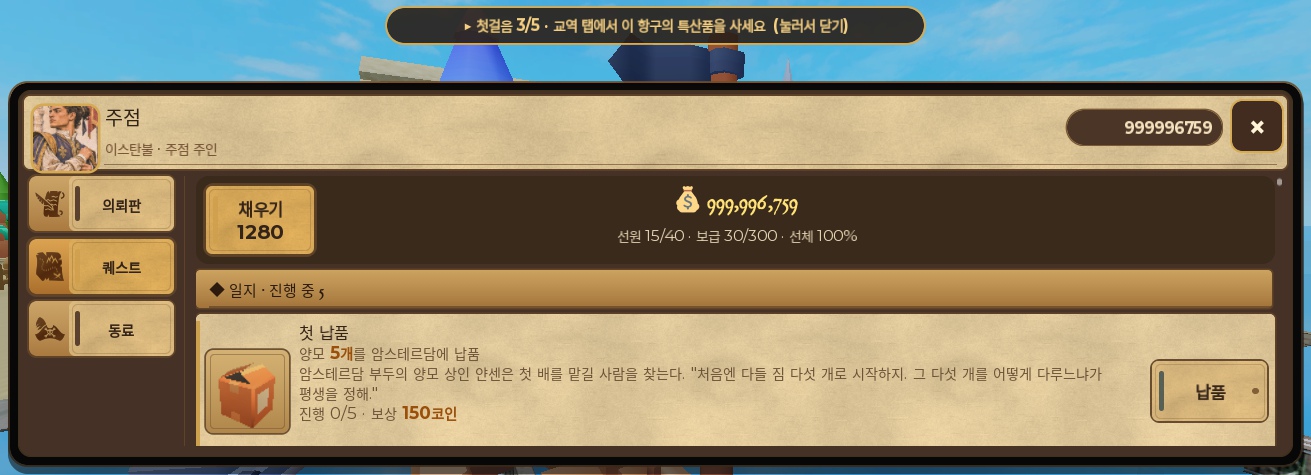 ▸ 첫걸음 3/5 · 교역 탭에서 이 항구의 특산품을 사세요 (눌러서 닫기)
주점
이스탄불 · 주점 주인
999996759
×
의뢰판
퀘스트
동료
채우기
1280
$ 999,996,759
선원 15/40 · 보급 30/300 · 선체 100%
◆ 일지 · 진행 중 5
첫 납품
양모 5개를 암스테르담에 납품
암스테르담 부두의 양모 상인 얀센은 첫 배를 맡길 사람을 찾는다. "처음엔 다들 짐 다섯 개로 시작하지. 그 다섯 개를 어떻게 다루느냐가
평생을 정해."
진행 0/5 · 보상 150코인
납품